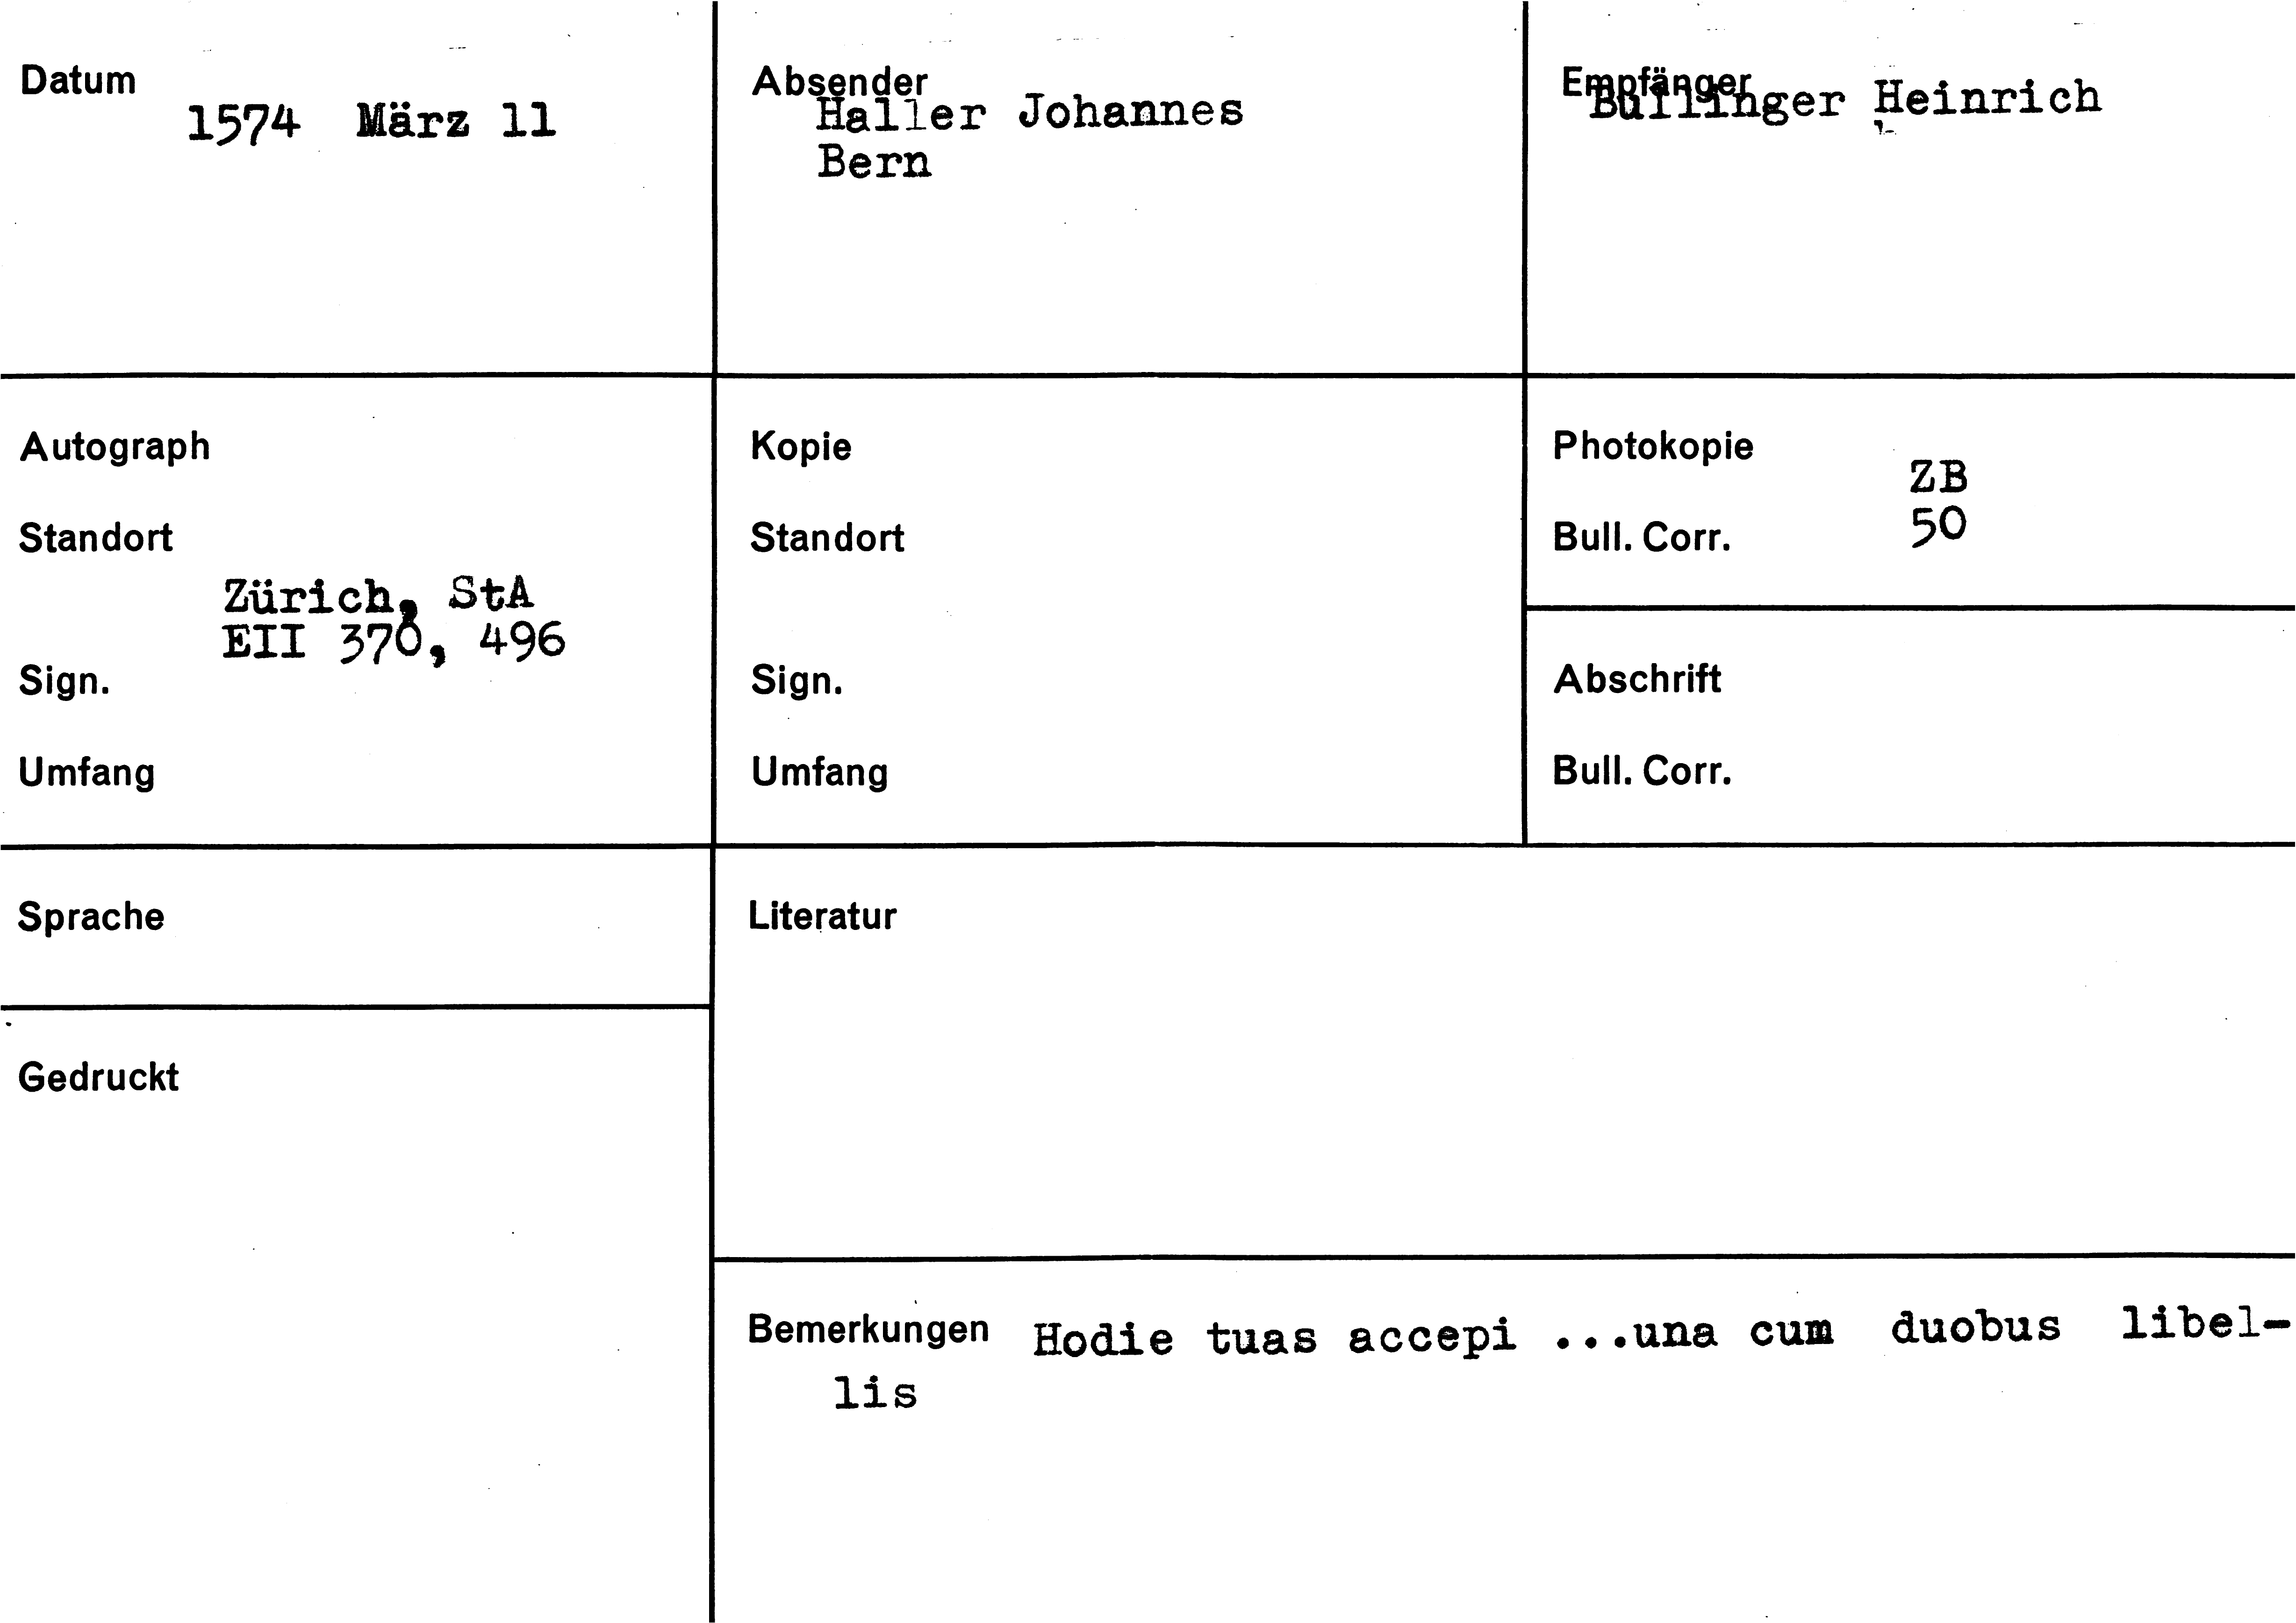 Datum
1574 März 11
Absender
Haller Johannes
Bern
Empfänger
Bullinger Heinrich
Autograph
Standort
Zürich, StA
EII 370, 496
Sign.
Umfang
Kopie
Standort
Sign.
Umfang
Photokopie
ZB
Bull. Corr. 50
Abschrift
Bull. Corr.
Sprache
Literatur
Gedruckt
Bemerkungen Hodie tuas accepi ...una cum duobus libel-
lis